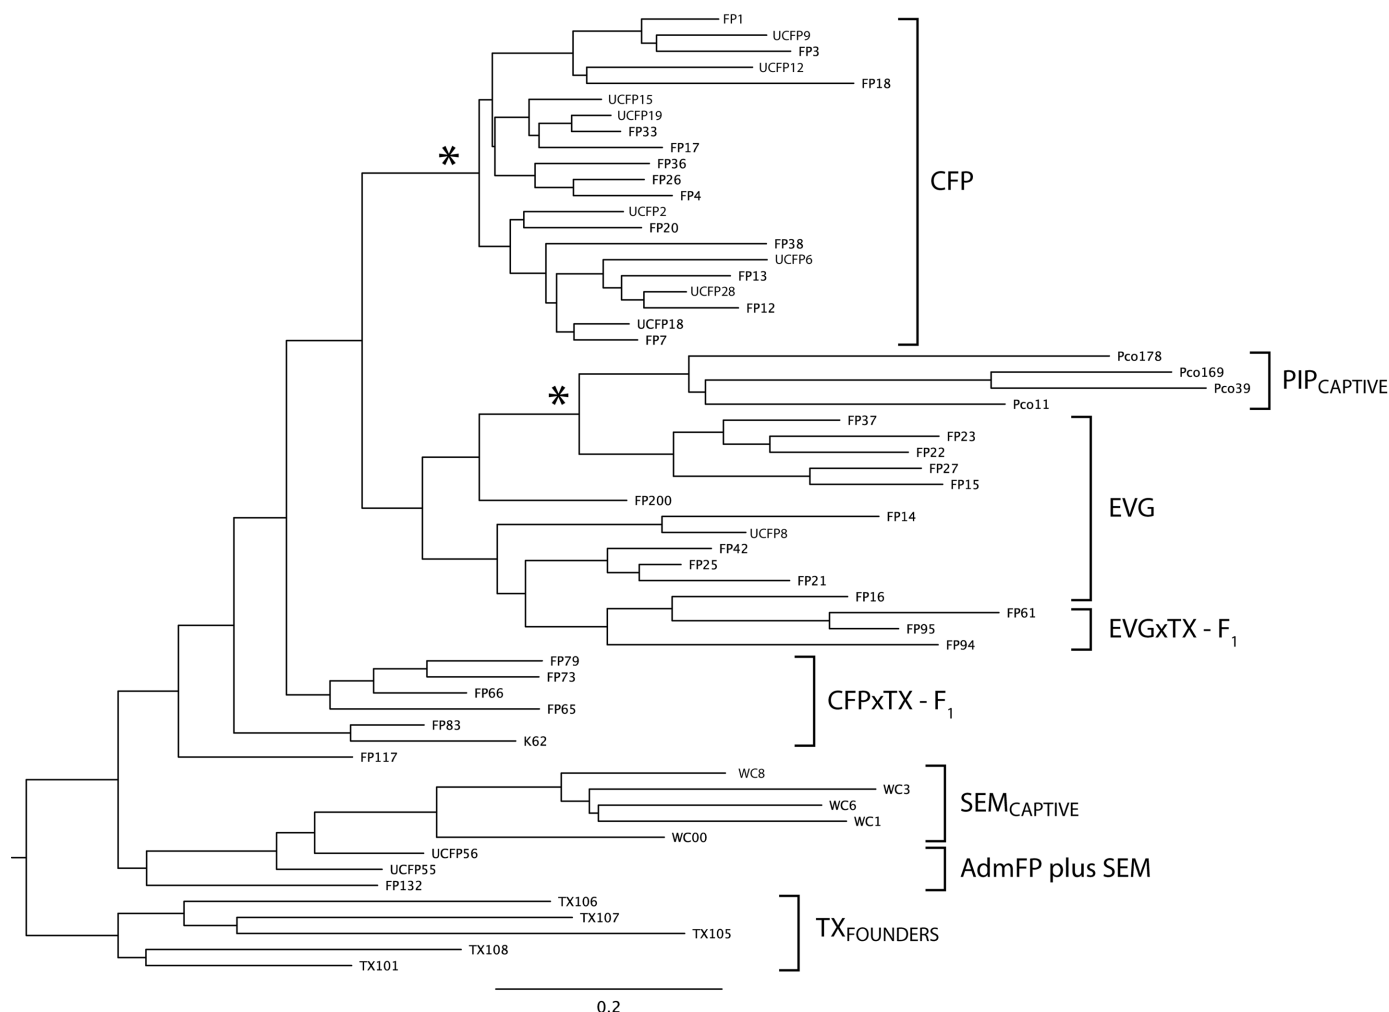 FP1
UCFP9
FP3
UCFP12
FP18
UCFP15
UCFP19
FP33
FP17
*
FP36
FP26
FP4
CFP
UCFP2
FP20
FP38
UCFP6
FP13
UCFP28
FP12
UCFP18
FP7
Pco178
Pco169
Pco39
Pco11
PIPCAPTIVE
*
FP37
FP23
FP22
FP27
FP15
FP200
EVG
FP14
UCFP8
FP42
FP25
FP21
FP16
FP61
FP95
FP94
EVGxTX - F1
FP79
FP73
FP66
FP65
CFPxTX - F1
FP83
K62
FP117
WC8
WC3
WC6
WC1
WC00
SEMCAPTIVE
UCFP56
UCFP55
FP132
AdmFP plus SEM
TX106
TX107
TX105
TX108
TX101
TXFOUNDERS
0.2